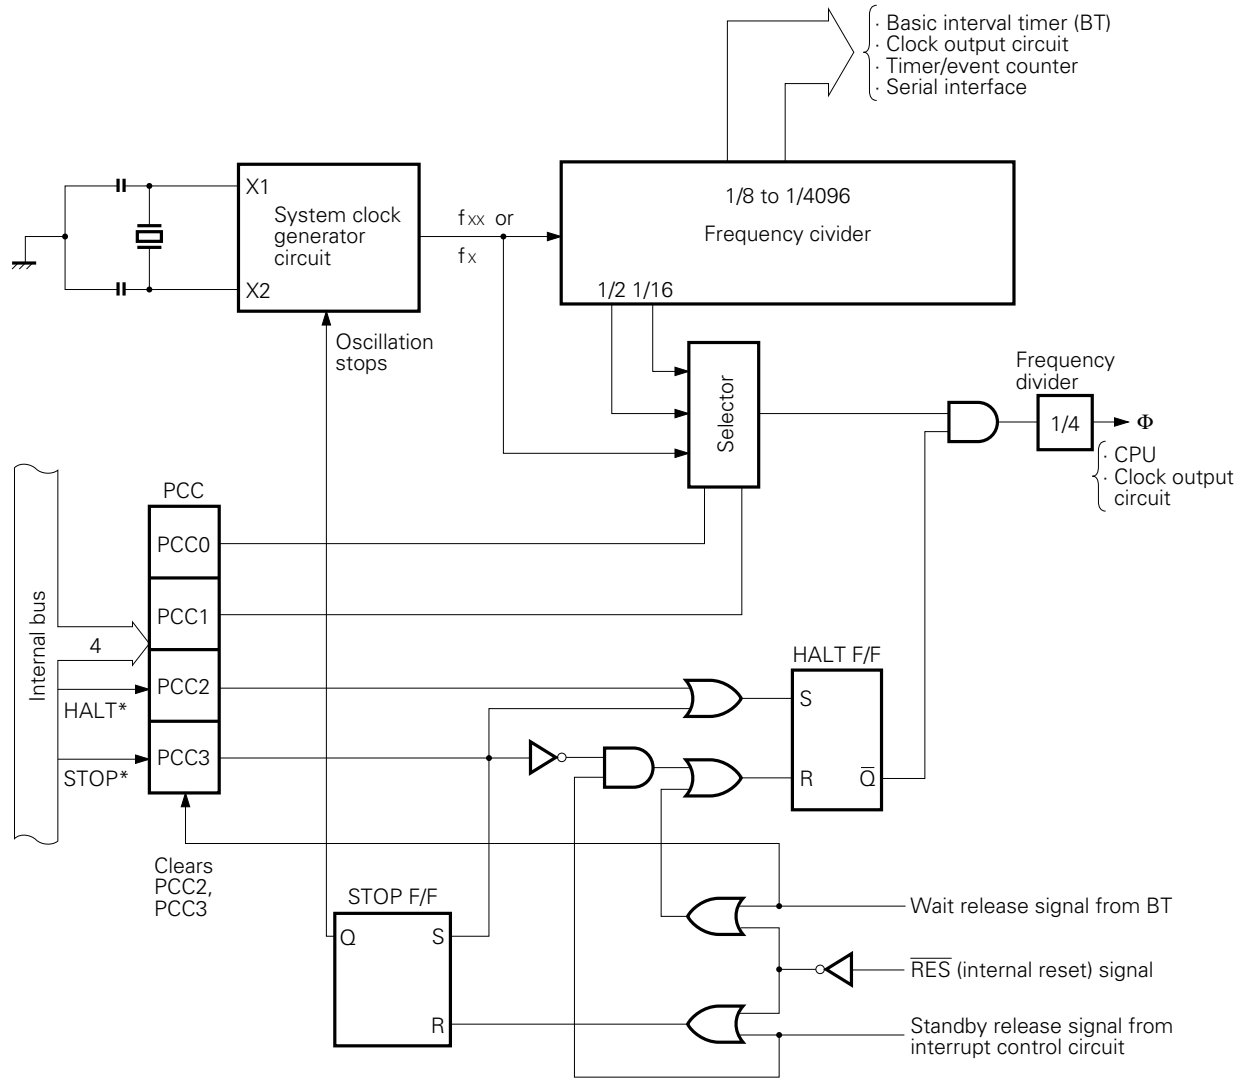 · Basic interval timer (BT)
· Clock output circuit
· Timer/event counter
· Serial interface
X1
System clock
generator
circuit
X2
fxx or
fx
1/8 to 1/4096
Frequency civider
1/2 1/16
Oscillation
stops
Selector
Frequency
divider
1/4
Φ
· CPU
· Clock output
circuit
PCC
PCC0
PCC1
PCC2
PCC3
Internal bus
4
HALT*
STOP*
Clears
PCC2,
PCC3
HALT F/F
S
R
Q̅
STOP F/F
Q
S
R
Wait release signal from BT
R̅E̅S̅ (internal reset) signal
Standby release signal from
interrupt control circuit